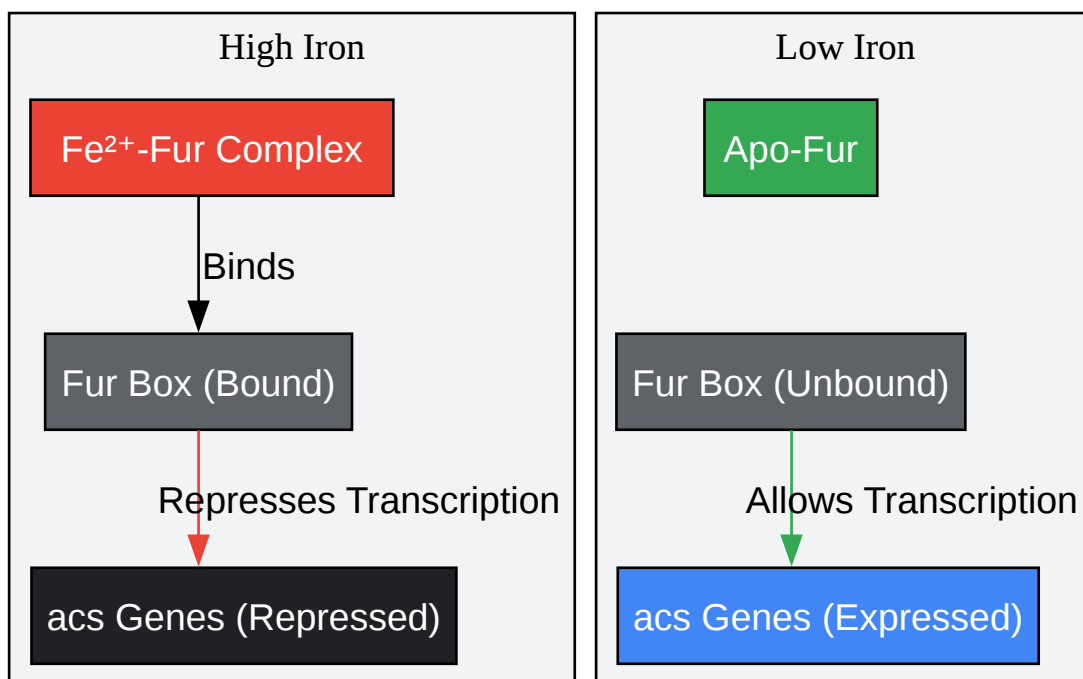 High Iron
Fe²⁺-Fur Complex
Binds
Fur Box (Bound)
Represses Transcription
acs Genes (Repressed)
Low Iron
Apo-Fur
Fur Box (Unbound)
Allows Transcription
acs Genes (Expressed)